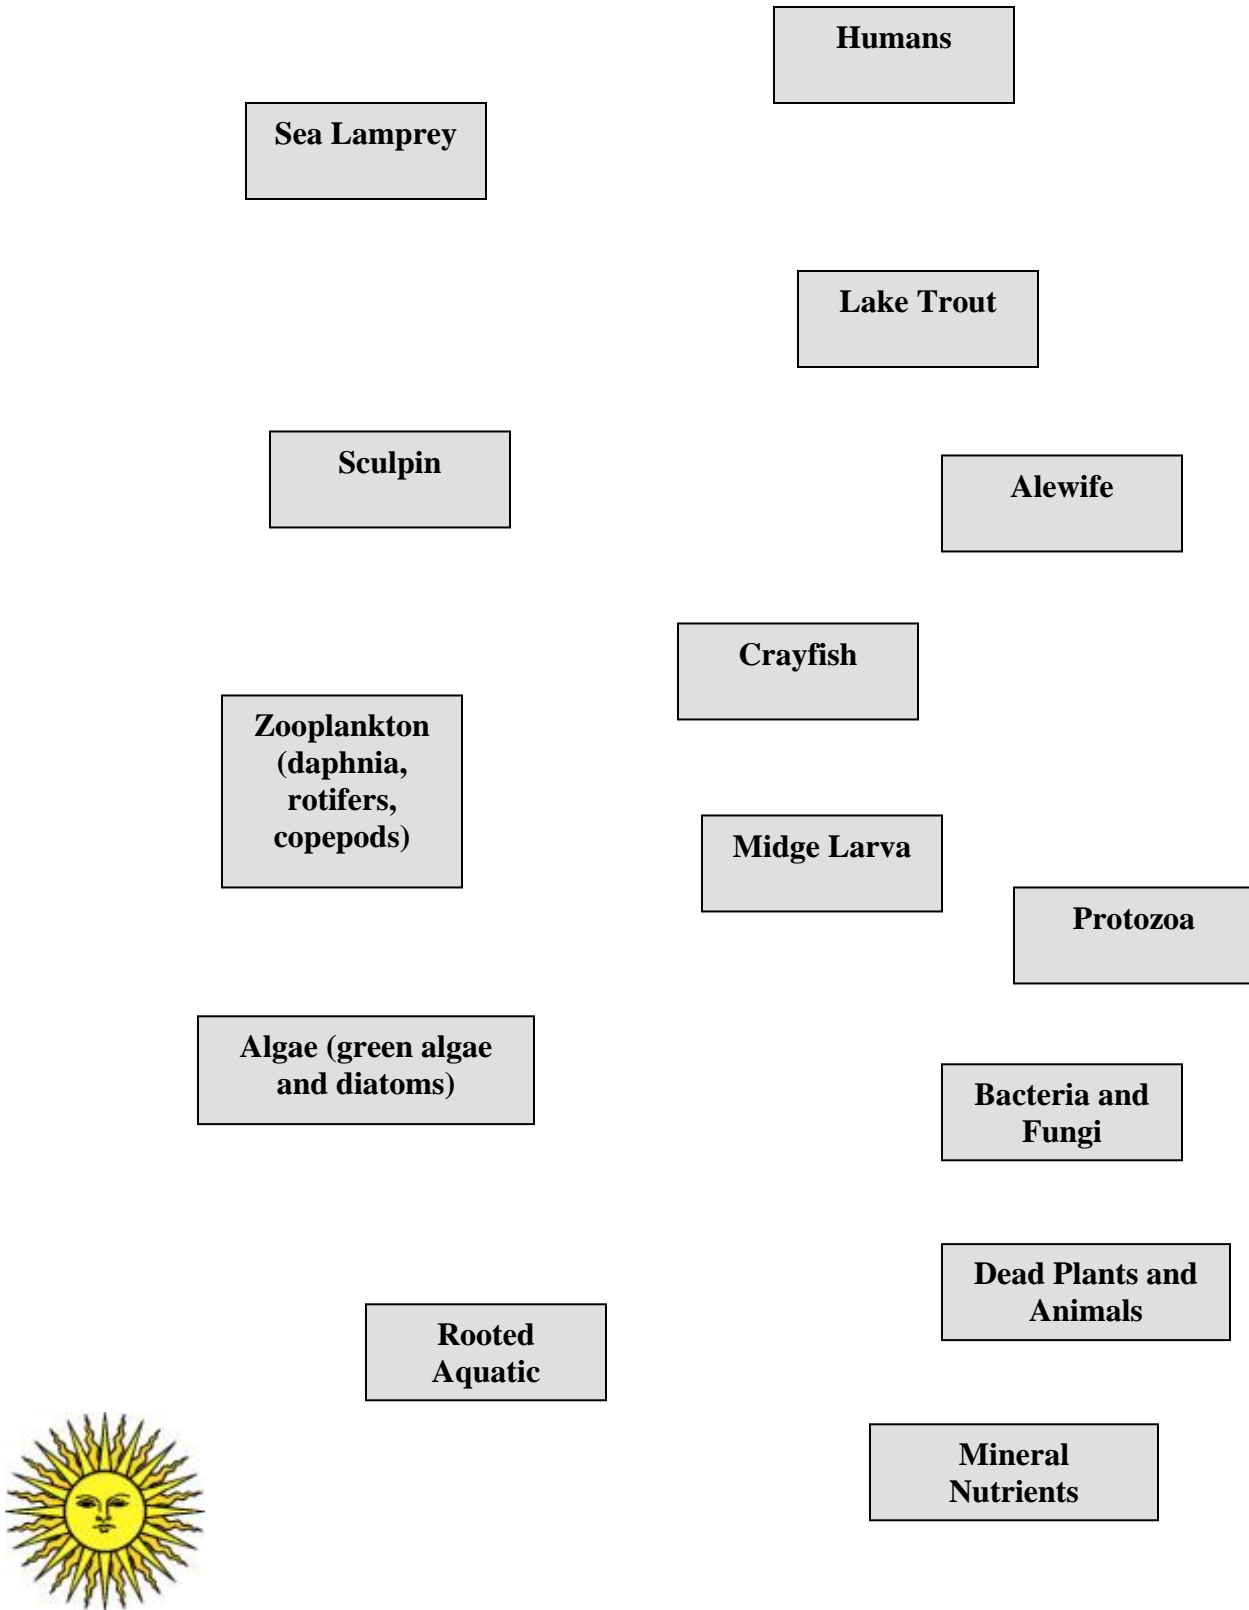 Humans
Sea Lamprey
Lake Trout
Sculpin
Alewife
Crayfish
Zooplankton
(daphnia,
rotifers,
copepods)
Midge Larva
Protozoa
Algae (green algae
and diatoms)
Bacteria and
Fungi
Dead Plants and
Animals
Rooted
Aquatic
Mineral
Nutrients